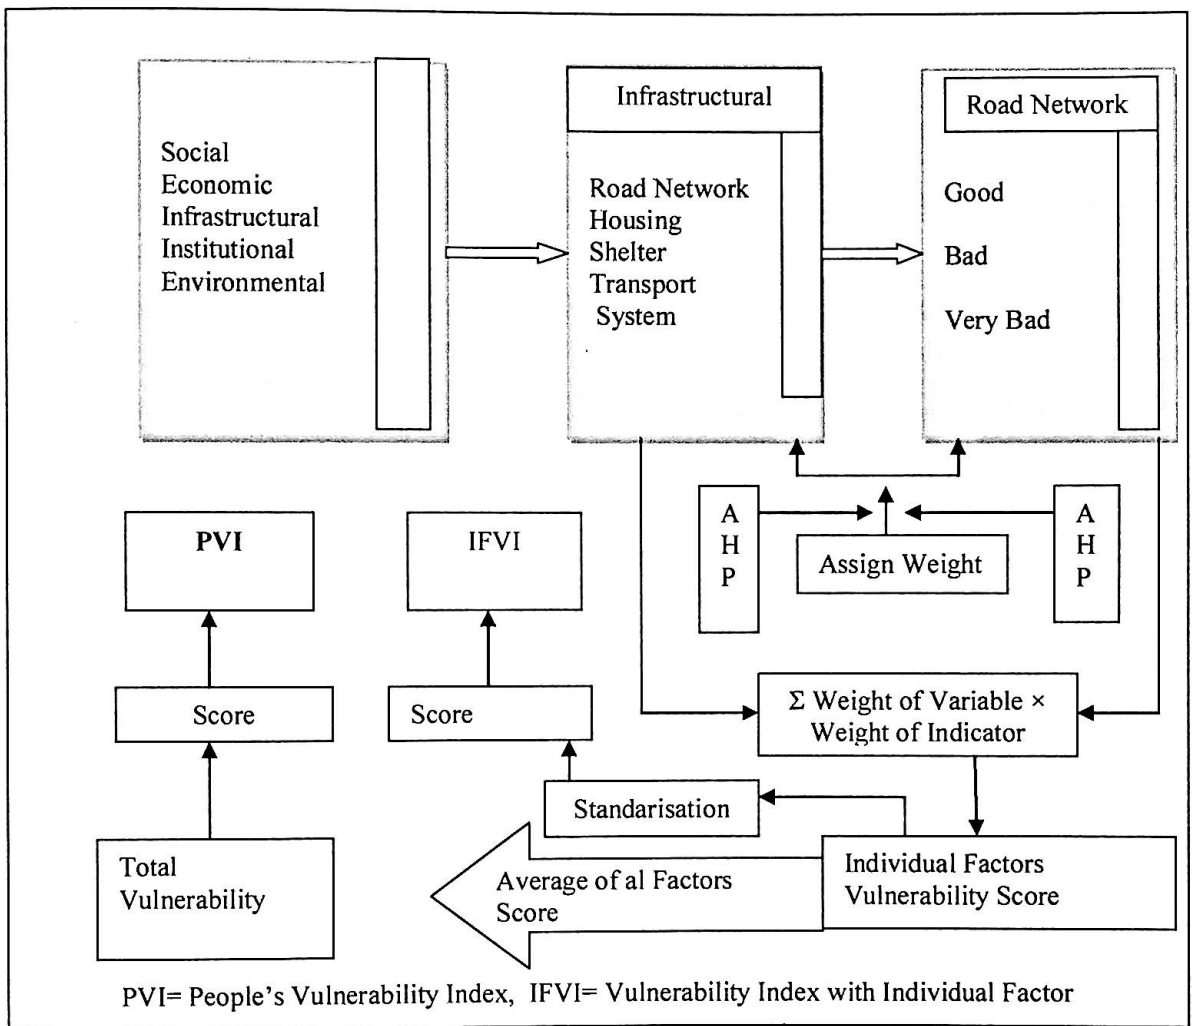 Social
Economic
Infrastructural
Institutional
Environmental
Infrastructural
Road Network
Housing
Shelter
Transport
System
Road Network
Good
Bad
Very Bad
PVI
IFVI
A
H
P
Assign Weight
A
H
P
Score
Score
Σ Weight of Variable ×
Weight of Indicator
Standarisation
Total
Vulnerability
Average of al Factors
Score
Individual Factors
Vulnerability Score
PVI= People's Vulnerability Index, IFVI= Vulnerability Index with Individual Factor